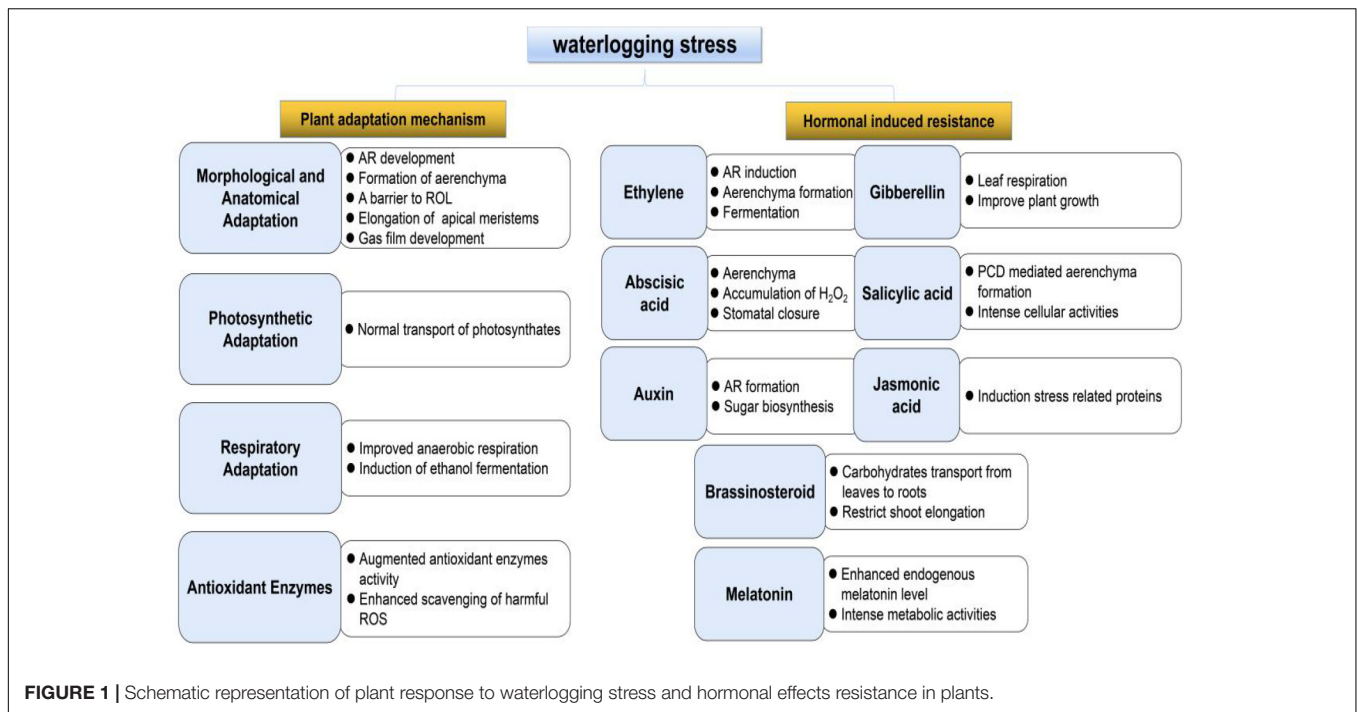 waterlogging stress
Plant adaptation mechanism
Morphological and
Anatomical
Adaptation
● AR development
● Formation of aerenchyma
● A barrier to ROL
● Elongation of apical meristems
● Gas film development
Photosynthetic
Adaptation
● Normal transport of photosynthates
Respiratory
Adaptation
● Improved anaerobic respiration
● Induction of ethanol fermentation
Antioxidant Enzymes
● Augmented antioxidant enzymes
activity
● Enhanced scavenging of harmful
ROS
Hormonal induced resistance
Ethylene
● AR induction
● Aerenchyma formation
● Fermentation
Gibberellin
● Leaf respiration
● Improve plant growth
Abscisic
acid
● Aerenchyma
● Accumulation of H₂O₂
● Stomatal closure
Salicylic acid
● PCD mediated aerenchyma
formation
● Intense cellular activities
Auxin
● AR formation
● Sugar biosynthesis
Jasmonic
acid
● Induction stress related proteins
Brassinosteroid
● Carbohydrates transport from
leaves to roots
● Restrict shoot elongation
Melatonin
● Enhanced endogenous
melatonin level
● Intense metabolic activities
FIGURE 1 | Schematic representation of plant response to waterlogging stress and hormonal effects resistance in plants.